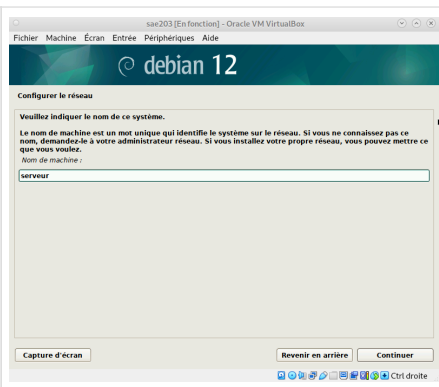 sae203 [En fonction] - Oracle VM VirtualBox
Fichier Machine Écran Entrée Périphériques Aide
debian 12
Configurer le réseau
Veuillez indiquer le nom de ce système.
Le nom de machine est un mot unique qui identifie le système sur le réseau. Si vous ne connaissez pas ce
nom, demandez-le à votre administrateur réseau. Si vous installez votre propre réseau, vous pouvez mettre ce
que vous voulez.
Nom de machine :
serveur
Capture d'écran Revenir en arrière Continuer
Ctrl droite